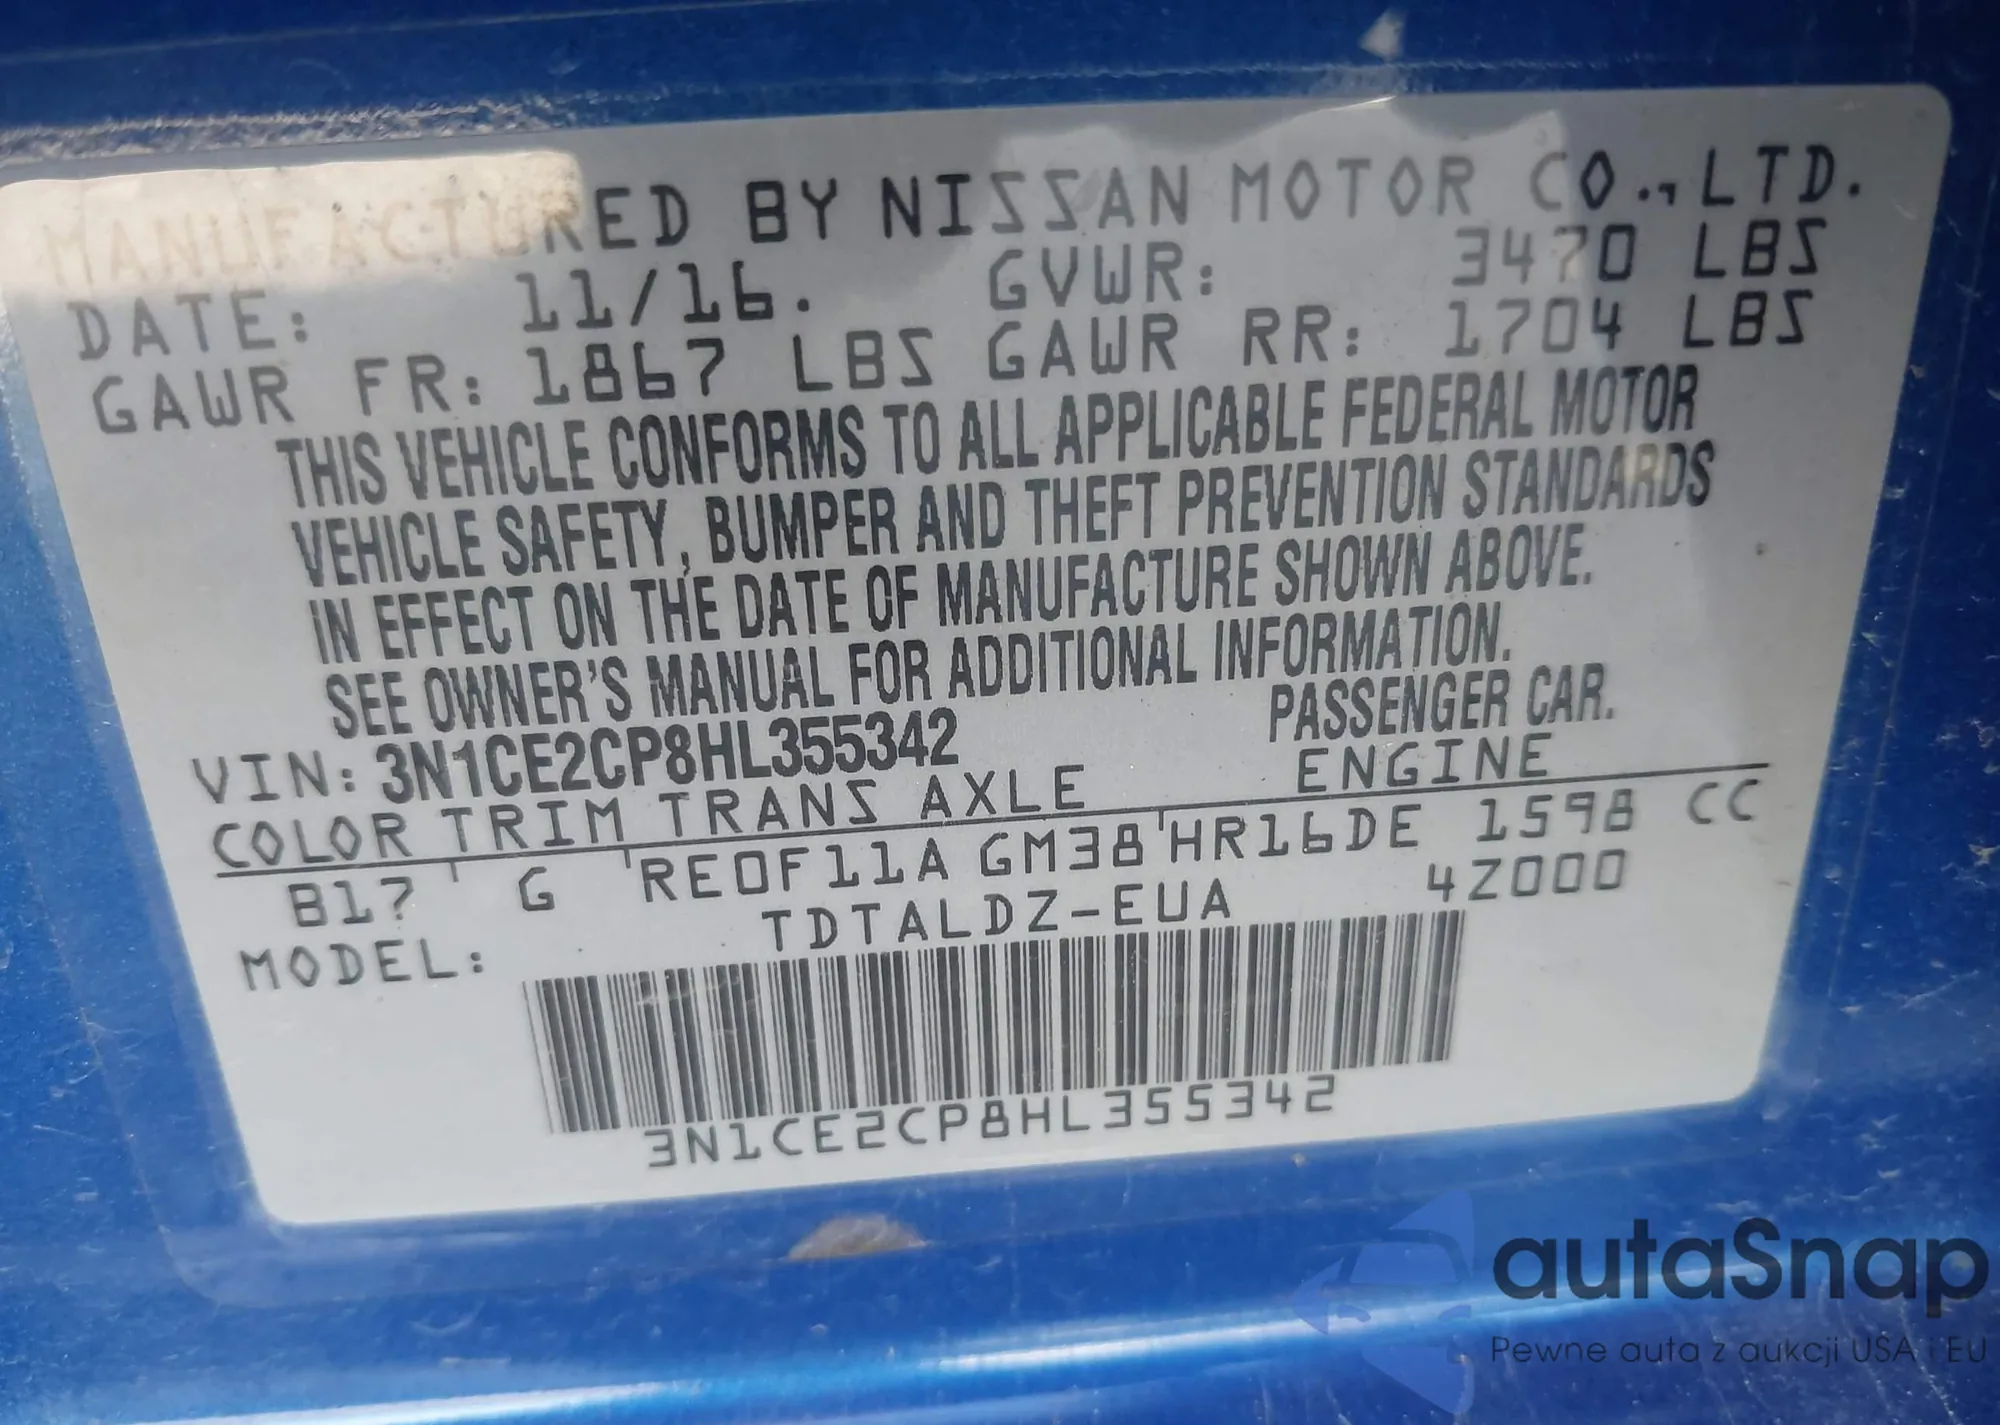 MANUFACTURED BY NISSAN MOTOR CO., LTD.
DATE: 11/16. GVWR: 3470 LBS
GAWR FR: 1867 LBS GAWR RR: 1704 LBS
THIS VEHICLE CONFORMS TO ALL APPLICABLE FEDERAL MOTOR
VEHICLE SAFETY, BUMPER AND THEFT PREVENTION STANDARDS
IN EFFECT ON THE DATE OF MANUFACTURE SHOWN ABOVE.
SEE OWNER'S MANUAL FOR ADDITIONAL INFORMATION.
VIN: 3N1CE2CP8HL355342 PASSENGER CAR.
COLOR TRIM TRANS AXLE ENGINE
B17 G RE0F11A GM38 HR16DE 1598 CC
MODEL: TDTALDZ-EUA 4Z000
3N1CE2CP8HL355342
autaSnap
Pewne auta z aukcji USA i EU